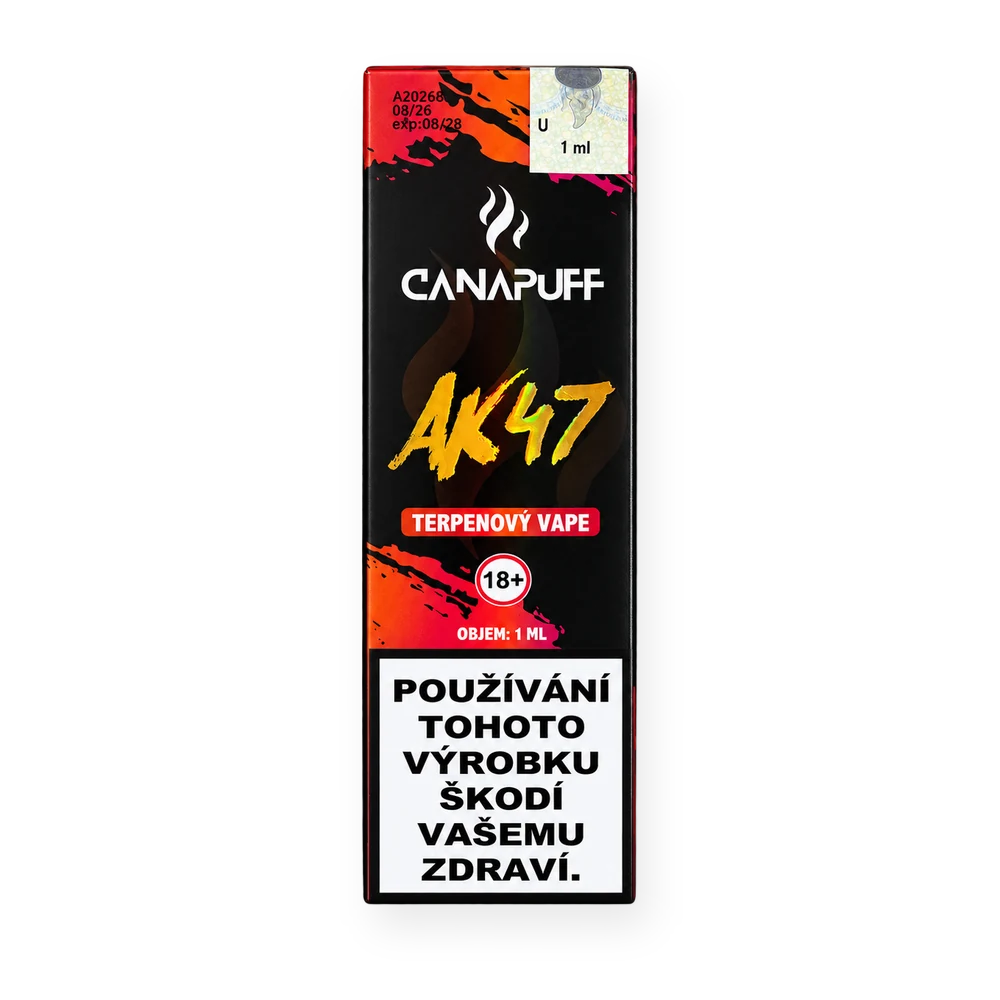 A20268
08/26
exp:08/28
U
1 ml
CANAPUFF
AK47
TERPENOVÝ VAPE
18+
OBJEM: 1 ML
POUŽÍVÁNÍ
TOHOTO
VÝROBKU
ŠKODÍ
VAŠEMU
ZDRAVÍ.